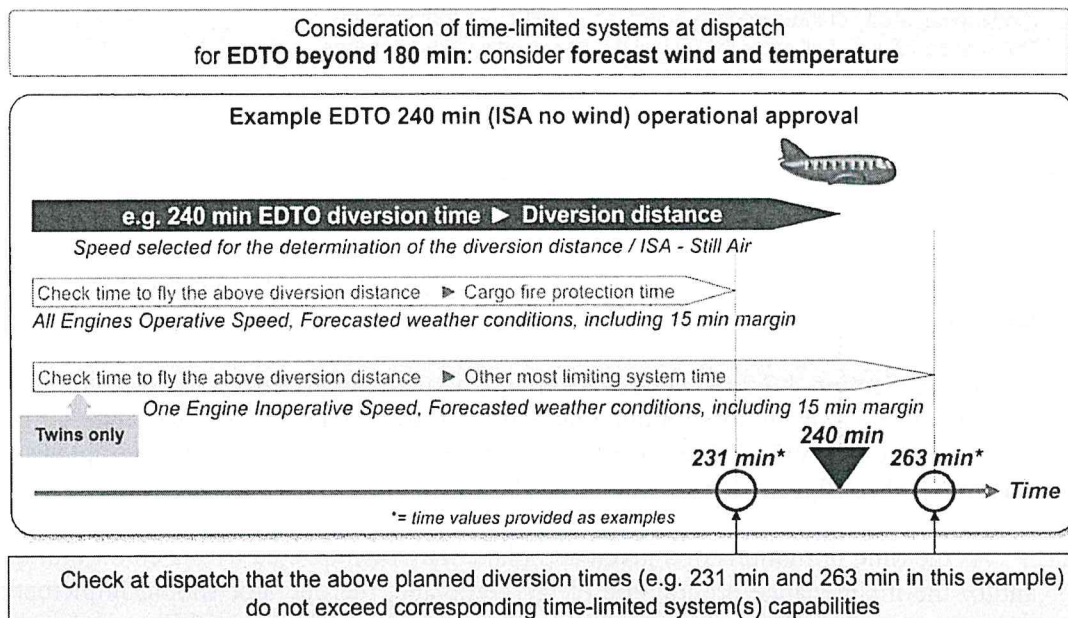 Consideration of time-limited systems at dispatch
for EDTO beyond 180 min: consider forecast wind and temperature
Example EDTO 240 min (ISA no wind) operational approval
e.g. 240 min EDTO diversion time ► Diversion distance
Speed selected for the determination of the diversion distance / ISA - Still Air
Check time to fly the above diversion distance ► Cargo fire protection time
All Engines Operative Speed, Forecasted weather conditions, including 15 min margin
Check time to fly the above diversion distance ► Other most limiting system time
One Engine Inoperative Speed, Forecasted weather conditions, including 15 min margin
Twins only
240 min
231 min*
263 min*
Time
*= time values provided as examples
Check at dispatch that the above planned diversion times (e.g. 231 min and 263 min in this example)
do not exceed corresponding time-limited system(s) capabilities